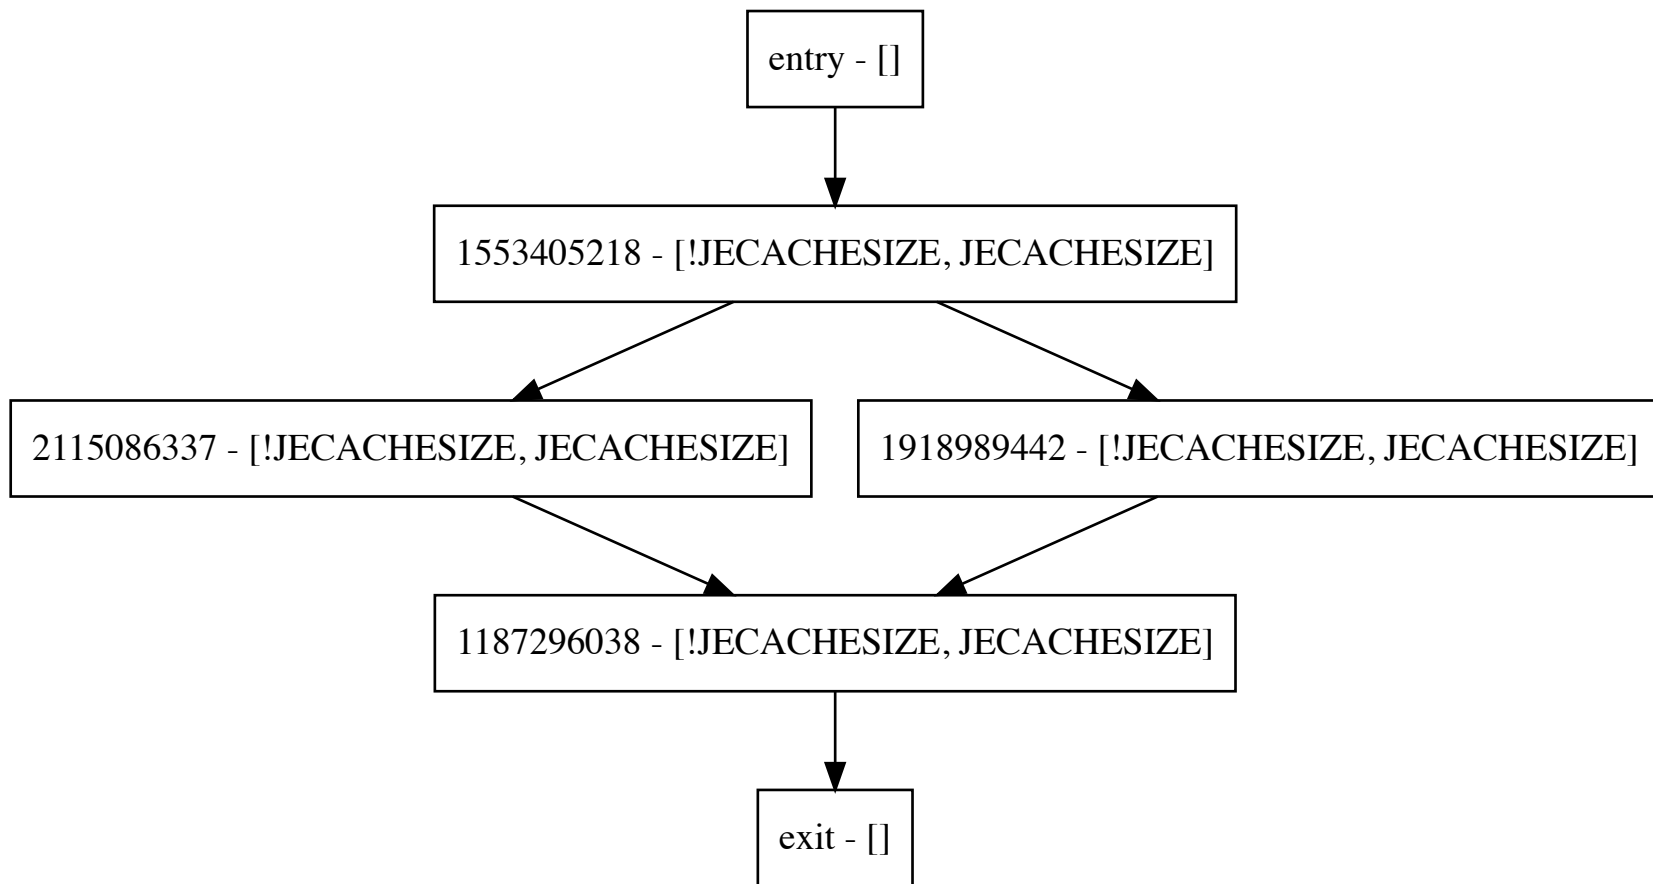 entry - []
1553405218 - [!JECACHESIZE, JECACHESIZE]
2115086337 - [!JECACHESIZE, JECACHESIZE]
1918989442 - [!JECACHESIZE, JECACHESIZE]
1187296038 - [!JECACHESIZE, JECACHESIZE]
exit - []